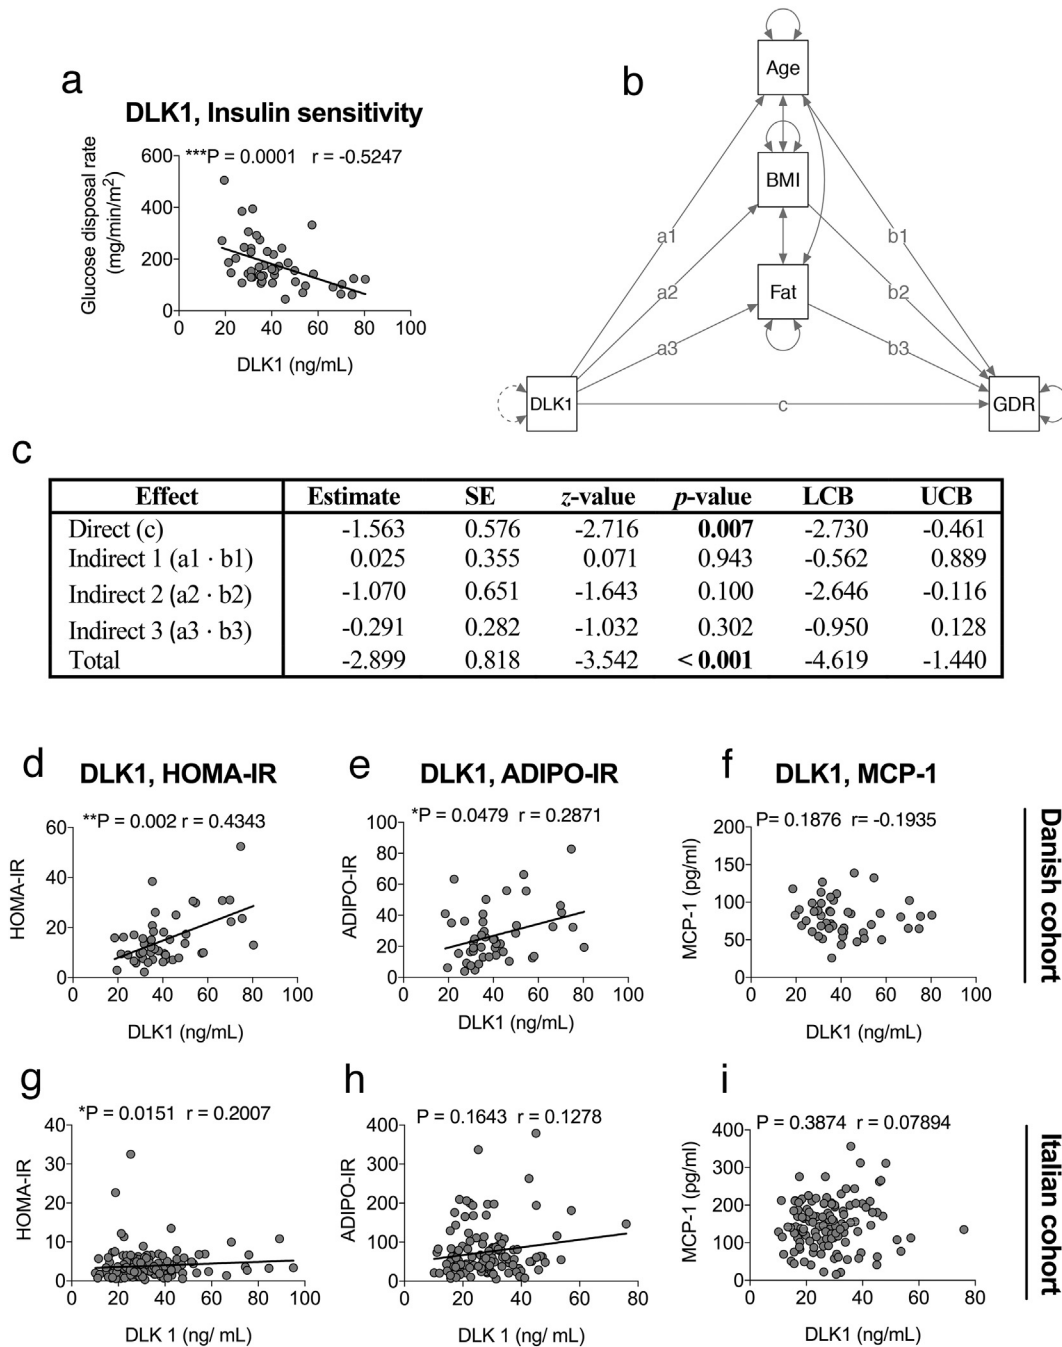 a
DLK1, Insulin sensitivity
***P = 0.0001 r = -0.5247
Glucose disposal rate
(mg/min/m²)
600
400
200
0
0 20 40 60 80 100
DLK1 (ng/mL)
b
Age
BMI
Fat
a1
a2
a3
b1
b2
b3
c
DLK1
GDR
c
Effect Estimate SE z-value p-value LCB UCB
Direct (c) -1.563 0.576 -2.716 0.007 -2.730 -0.461
Indirect 1 (a1 · b1) 0.025 0.355 0.071 0.943 -0.562 0.889
Indirect 2 (a2 · b2) -1.070 0.651 -1.643 0.100 -2.646 -0.116
Indirect 3 (a3 · b3) -0.291 0.282 -1.032 0.302 -0.950 0.128
Total -2.899 0.818 -3.542 < 0.001 -4.619 -1.440
d
DLK1, HOMA-IR
**P = 0.002 r = 0.4343
HOMA-IR
60
40
20
0
0 20 40 60 80 100
DLK1 (ng/mL)
e
DLK1, ADIPO-IR
*P = 0.0479 r = 0.2871
ADIPO-IR
100
80
60
40
20
0
0 20 40 60 80 100
DLK1 (ng/mL)
f
DLK1, MCP-1
P= 0.1876 r= -0.1935
MCP-1 (pg/ml)
200
150
100
50
0
0 20 40 60 80 100
DLK1 (ng/mL)
Danish cohort
g
*P = 0.0151 r = 0.2007
HOMA-IR
40
30
20
10
0
0 20 40 60 80 100
DLK 1 (ng/ mL)
h
P = 0.1643 r = 0.1278
ADIPO-IR
400
300
200
100
0
0 20 40 60 80
DLK 1 (ng/ mL)
i
P = 0.3874 r = 0.07894
MCP-1 (pg/ml)
400
300
200
100
0
0 20 40 60 80
DLK1 (ng/mL)
Italian cohort